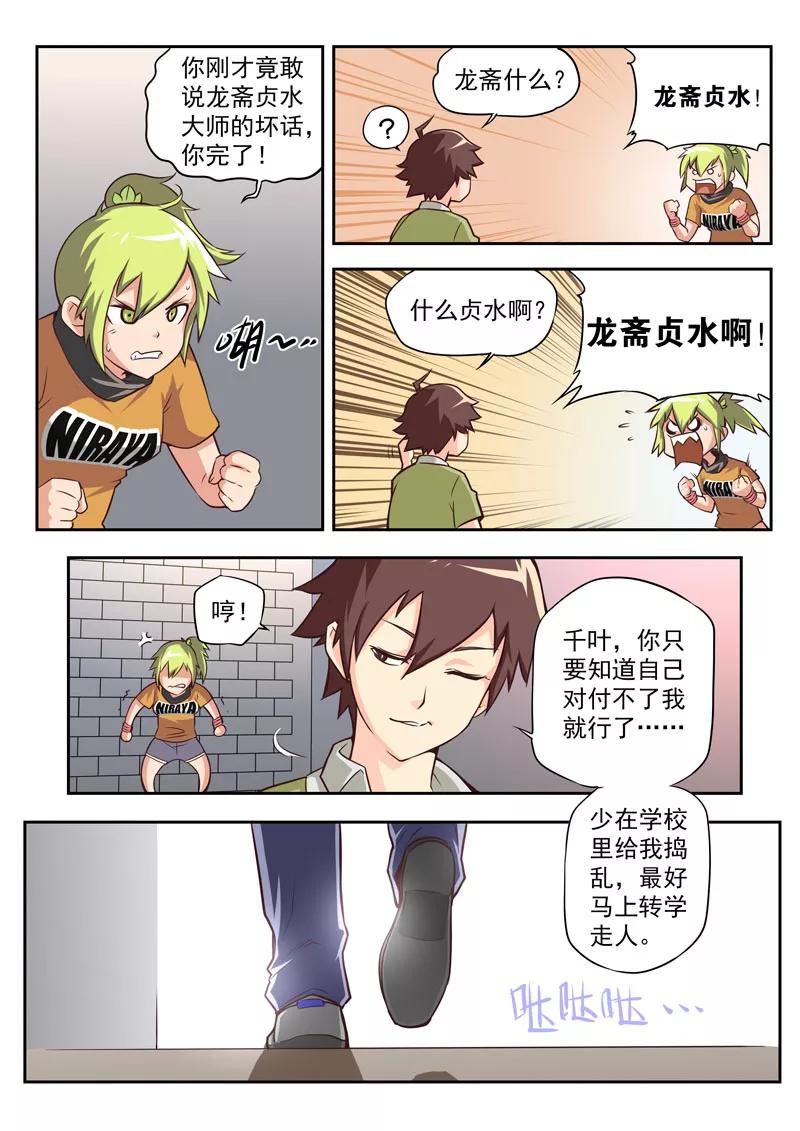 你刚才竟敢
说龙斋贞水
大师的坏话，
你完了！
NIRAYA
龙斋什么？
？
龙斋贞水！
NIRAYA
什么贞水啊？
龙斋贞水啊！
NIRAYA
哼！
NIRAYA
千叶，你只
要知道自己
对付不了我
就行了……
少在学校
里给我捣
乱，最好
马上转学
走人。
哒哒哒…